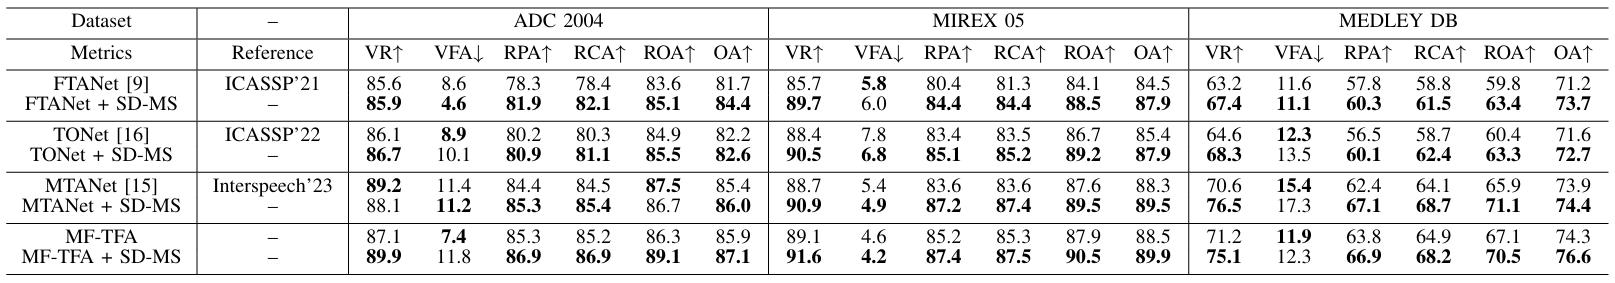 Dataset – ADC 2004 MIREX 05 MEDLEY DB
Metrics Reference VR↑ VFA↓ RPA↑ RCA↑ ROA↑ OA↑ VR↑ VFA↓ RPA↑ RCA↑ ROA↑ OA↑ VR↑ VFA↓ RPA↑ RCA↑ ROA↑ OA↑
FTANet [9] ICASSP'21 85.6 8.6 78.3 78.4 83.6 81.7 85.7 5.8 80.4 81.3 84.1 84.5 63.2 11.6 57.8 58.8 59.8 71.2
FTANet + SD-MS – 85.9 4.6 81.9 82.1 85.1 84.4 89.7 6.0 84.4 84.4 88.5 87.9 67.4 11.1 60.3 61.5 63.4 73.7
TONet [16] ICASSP'22 86.1 8.9 80.2 80.3 84.9 82.2 88.4 7.8 83.4 83.5 86.7 85.4 64.6 12.3 56.5 58.7 60.4 71.6
TONet + SD-MS – 86.7 10.1 80.9 81.1 85.5 82.6 90.5 6.8 85.1 85.2 89.2 87.9 68.3 13.5 60.1 62.4 63.3 72.7
MTANet [15] Interspeech'23 89.2 11.4 84.4 84.5 87.5 85.4 88.7 5.4 83.6 83.6 87.6 88.3 70.6 15.4 62.4 64.1 65.9 73.9
MTANet + SD-MS – 88.1 11.2 85.3 85.4 86.7 86.0 90.9 4.9 87.2 87.4 89.5 89.5 76.5 17.3 67.1 68.7 71.1 74.4
MF-TFA – 87.1 7.4 85.3 85.2 86.3 85.9 89.1 4.6 85.2 85.3 87.9 88.5 71.2 11.9 63.8 64.9 67.1 74.3
MF-TFA + SD-MS – 89.9 11.8 86.9 86.9 89.1 87.1 91.6 4.2 87.4 87.5 90.5 89.9 75.1 12.3 66.9 68.2 70.5 76.6